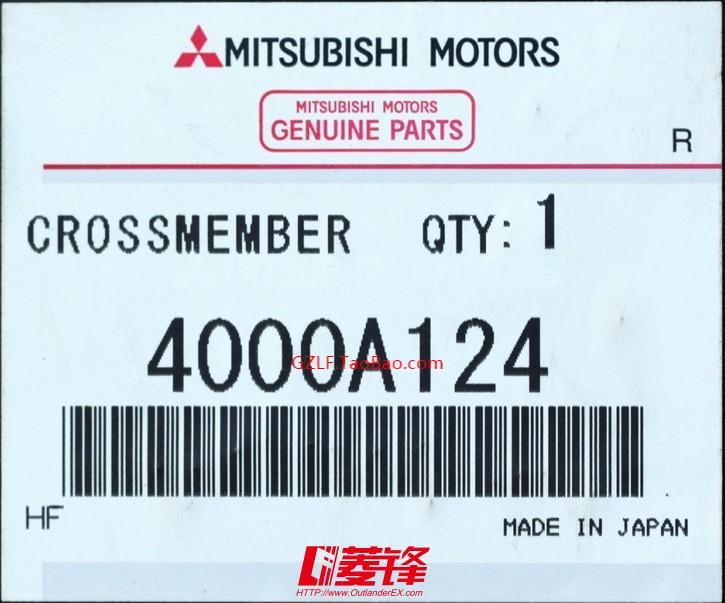 MITSUBISHI MOTORS
MITSUBISHI MOTORS
GENUINE PARTS
R
CROSSMEMBER QTY: 1
4000A124
GZLF.TaoBao.com
HF
MADE IN JAPAN
菱锋
HTTP://www.OutlanderEX.com